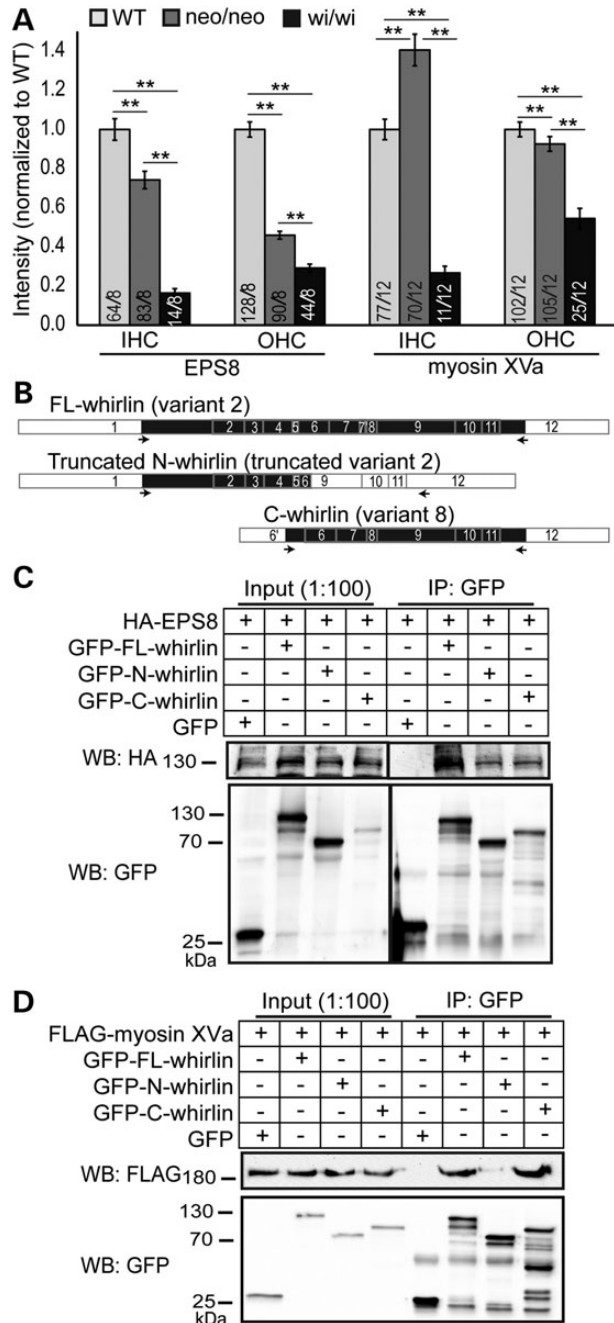 A
WT neo/neo wi/wi
Intensity (normalized to WT)
1.4
1.2
1.0
0.8
0.6
0.4
0.2
0.0
** ** ** ** ** ** ** ** ** ** ** **
64/8 83/8 14/8 128/8 90/8 44/8 77/12 70/12 11/12 102/12 105/12 25/12
IHC OHC IHC OHC
EPS8 myosin XVa
B
FL-whirlin (variant 2)
1 2 3 4 5 6 7 7 8 9 10 11 12
Truncated N-whirlin (truncated variant 2)
1 2 3 4 5 6 9 10 11 12
C-whirlin (variant 8)
6' 6 7 8 9 10 11 12
C
Input (1:100) IP: GFP
HA-EPS8 + + + + + + + +
GFP-FL-whirlin - + - - - + - -
GFP-N-whirlin - - + - - - + -
GFP-C-whirlin - - - + - - - +
GFP + - - - + - - -
WB: HA 130
130
70
WB: GFP
25
kDa
D
Input (1:100) IP: GFP
FLAG-myosin XVa + + + + + + + +
GFP-FL-whirlin - + - - - + - -
GFP-N-whirlin - - + - - - + -
GFP-C-whirlin - - - + - - - +
GFP + - - - + - - -
WB: FLAG 180
130
70
WB: GFP
25
kDa